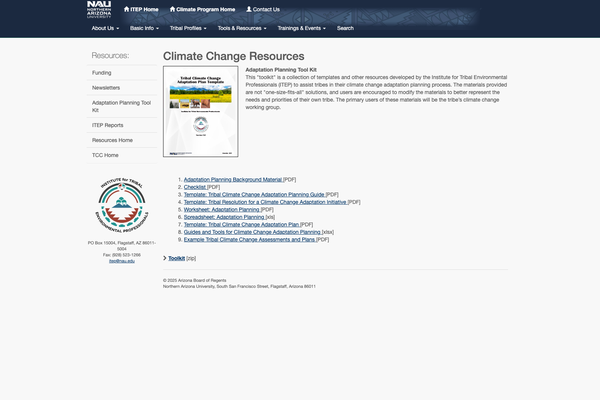 NAU
NORTHERN
ARIZONA
UNIVERSITY
ITEP Home
Climate Program Home
Contact Us
About Us
Basic Info
Tribal Profiles
Tools & Resources
Trainings & Events
Search
Resources:
Funding
Newsletters
Adaptation Planning Tool
Kit
ITEP Reports
Resources Home
TCC Home
INSTITUTE for TRIBAL
ENVIRONMENTAL PROFESSIONALS
PO Box 15004, Flagstaff, AZ 86011-
5004
Fax: (928) 523-1266
itep@nau.edu
Climate Change Resources
Tribal Climate Change
Adaptation Plan Template
Adaptation Planning Tool Kit
This "toolkit" is a collection of templates and other resources developed by the Institute for Tribal Environmental
Professionals (ITEP) to assist tribes in their climate change adaptation planning process. The materials provided
are not "one-size-fits-all" solutions, and users are encouraged to modify the materials to better represent the
needs and priorities of their own tribe. The primary users of these materials will be the tribe's climate change
working group.
1. Adaptation Planning Background Material [PDF]
2. Checklist [PDF]
3. Template: Tribal Climate Change Adaptation Planning Guide [PDF]
4. Template: Tribal Resolution for a Climate Change Adaptation Initiative [PDF]
5. Worksheet: Adaptation Planning [PDF]
6. Spreadsheet: Adaptation Planning [xls]
7. Template: Tribal Climate Change Adaptation Plan [PDF]
8. Guides and Tools for Climate Change Adaptation Planning [xlsx]
9. Example Tribal Climate Change Assessments and Plans [PDF]
Toolkit [zip]
© 2025 Arizona Board of Regents
Northern Arizona University, South San Francisco Street, Flagstaff, Arizona 86011